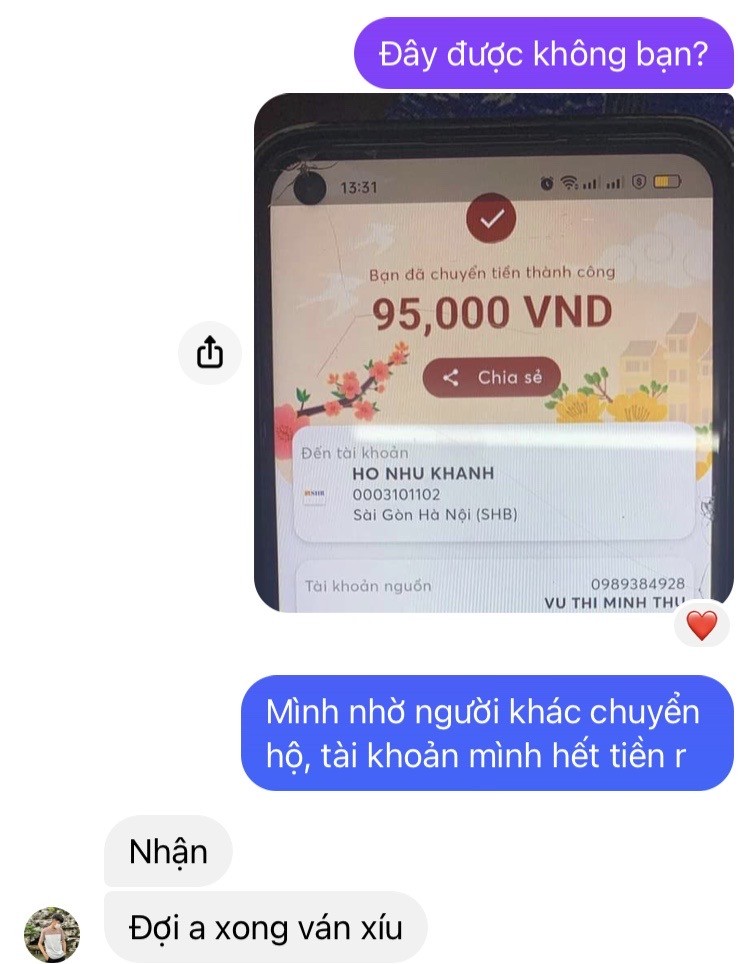 Đây được không bạn?
13:31
Bạn đã chuyển tiền thành công
95,000 VND
Chia sẻ
Đến tài khoản
HO NHU KHANH
0003101102
Sài Gòn Hà Nội (SHB)
Tài khoản nguồn
0989384928
VU THI MINH THU
Mình nhờ người khác chuyển
hộ, tài khoản mình hết tiền r
Nhận
Đợi a xong ván xíu